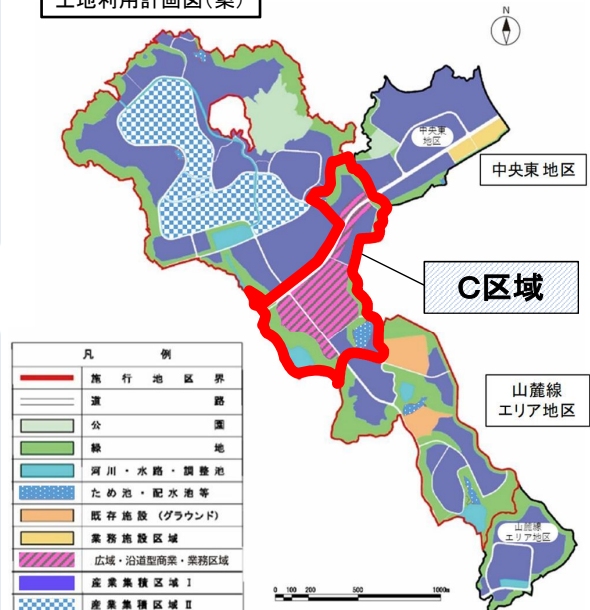 土地利用計画図(案)
N
中央東
地区
中央東地区
C区域
山麓線
エリア地区
山麓線
エリア地区
凡例
施行地区界
道路
公園
緑地
河川・水路・調整池
ため池・配水池等
既存施設（グラウンド）
業務施設区域
広域・沿道型商業・業務区域
産業集積区域Ⅰ
産業集積区域Ⅱ
0 100 200 500 1000m